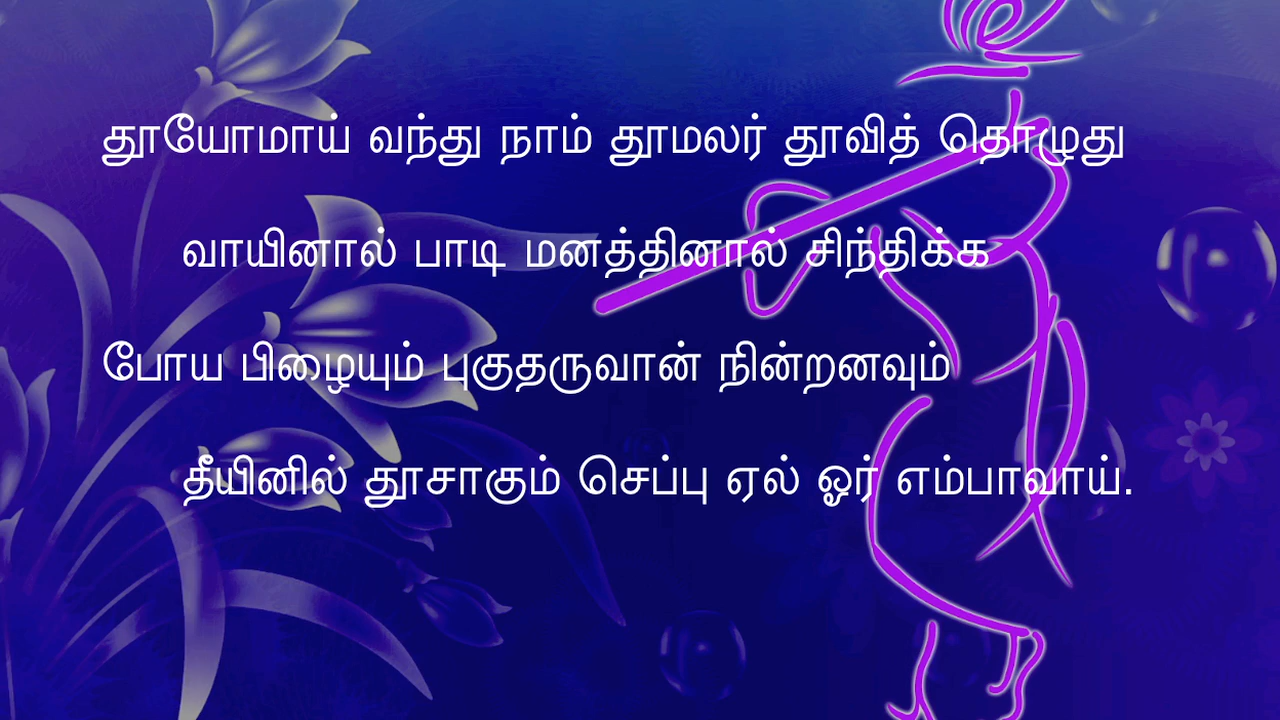 தூயோமாய் வந்து நாம் தூமலர் தூவித் தொழுது
வாயினால் பாடி மனத்தினால் சிந்திக்க
போய பிழையும் புகுதருவான் நின்றனவும்
தீயினில் தூசாகும் செப்பு ஏல் ஓர் எம்பாவாய்.